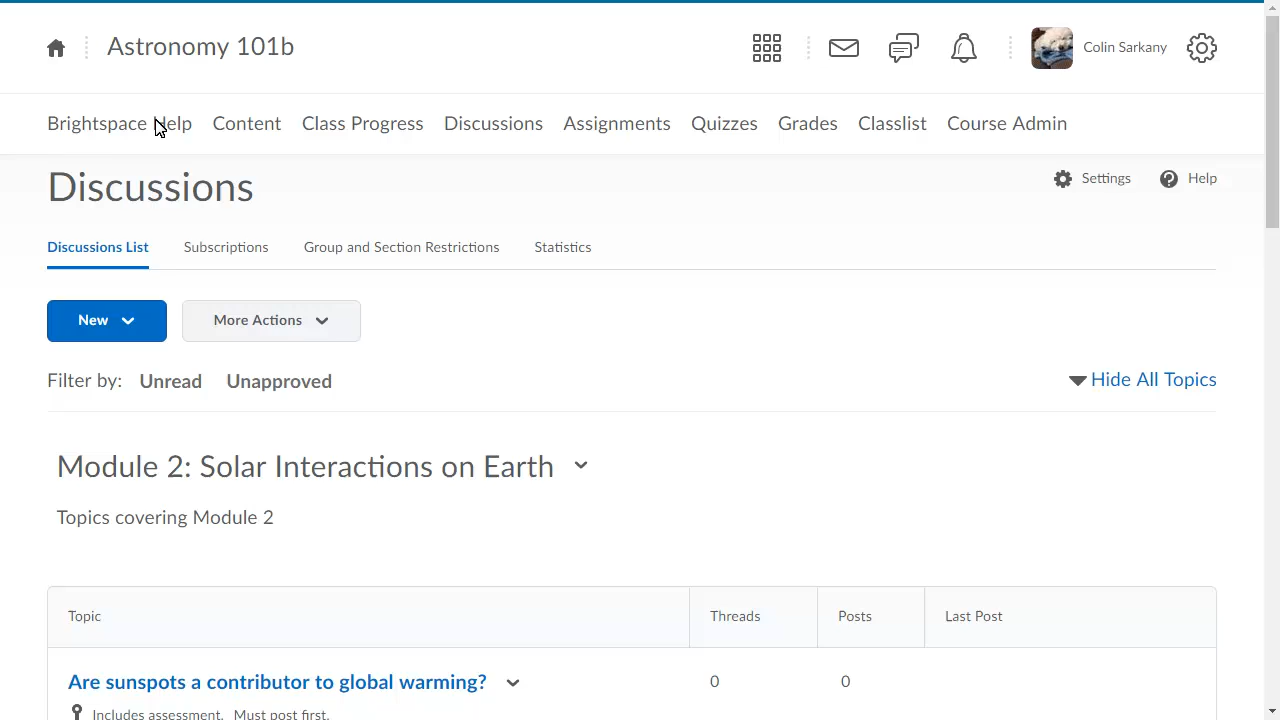 Astronomy 101b
Colin Sarkany
Brightspace Help Content Class Progress Discussions Assignments Quizzes Grades Classlist Course Admin
Discussions
Settings Help
Discussions List Subscriptions Group and Section Restrictions Statistics
New More Actions
Filter by: Unread Unapproved Hide All Topics
Module 2: Solar Interactions on Earth
Topics covering Module 2
Topic Threads Posts Last Post
Are sunspots a contributor to global warming? 0 0
Includes assessment. Must post first.